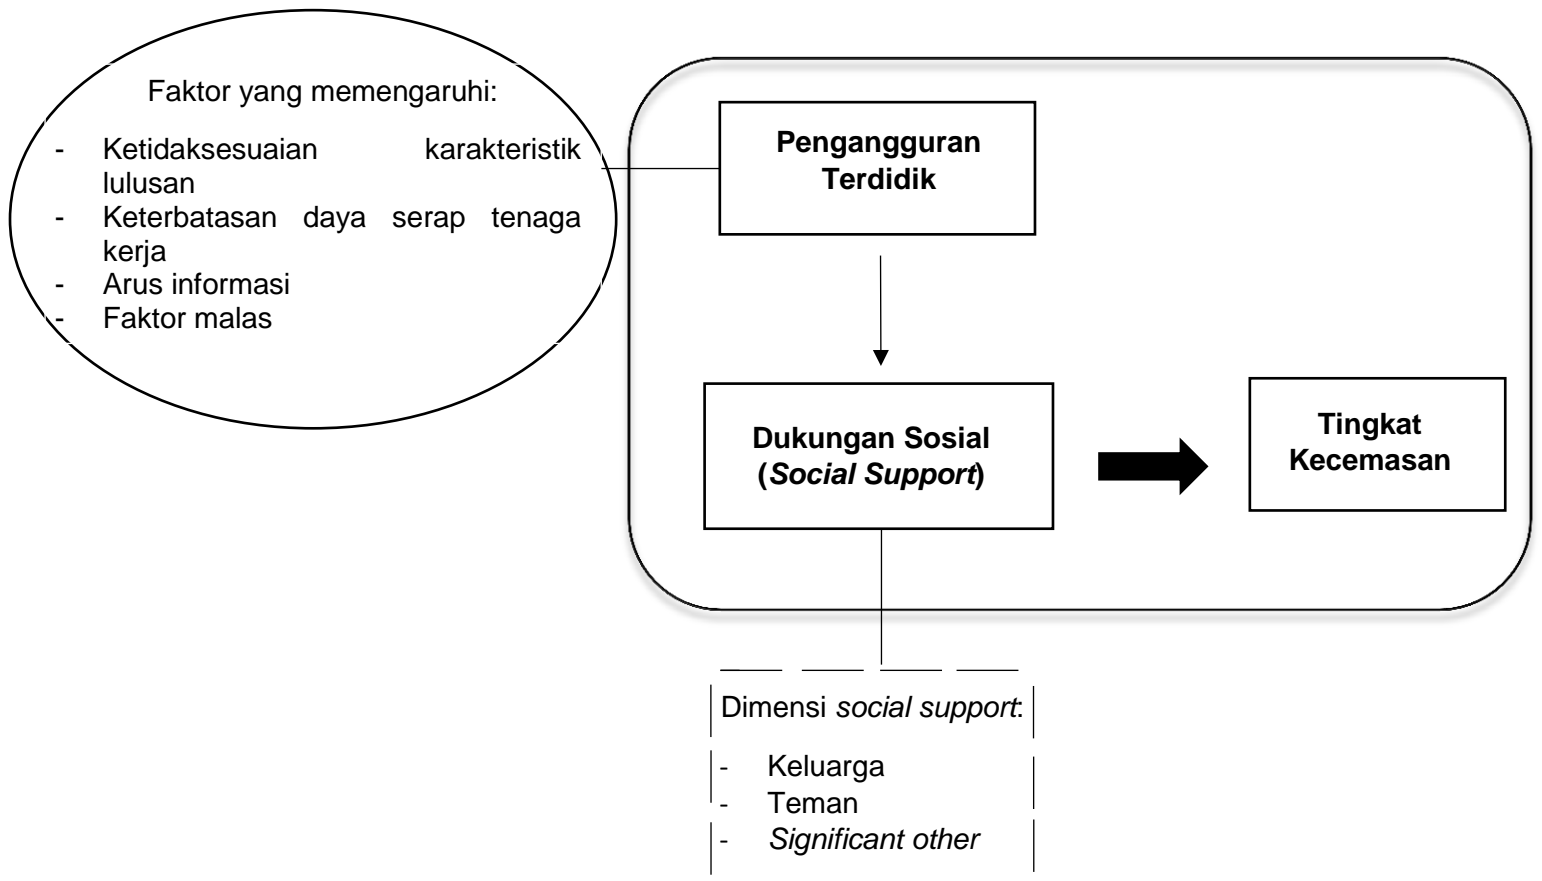 Faktor yang memengaruhi:
- Ketidaksesuaian karakteristik
lulusan
- Keterbatasan daya serap tenaga
kerja
- Arus informasi
- Faktor malas
Pengangguran
Terdidik
Dukungan Sosial
(Social Support)
Tingkat
Kecemasan
Dimensi social support:
- Keluarga
- Teman
- Significant other